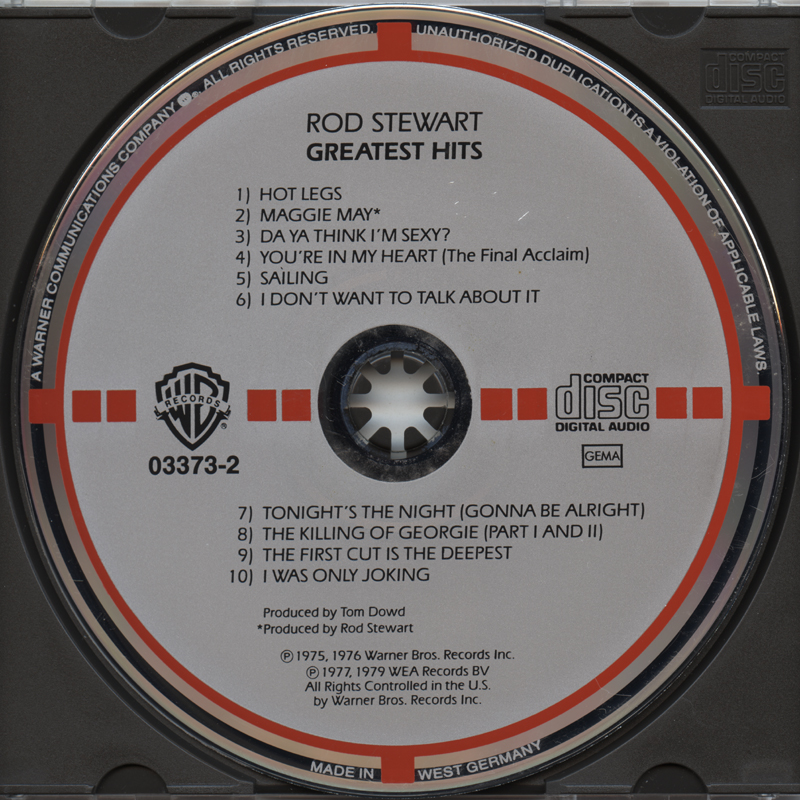 A WARNER COMMUNICATIONS COMPANY ALL RIGHTS RESERVED. UNAUTHORIZED DUPLICATION IS A VIOLATION OF APPLICABLE LAWS.
COMPACT
disc
DIGITAL AUDIO
ROD STEWART
GREATEST HITS
1) HOT LEGS
2) MAGGIE MAY*
3) DA YA THINK I'M SEXY?
4) YOU'RE IN MY HEART (The Final Acclaim)
5) SAILING
6) I DON'T WANT TO TALK ABOUT IT
WB
RECORDS
®
03373-2
COMPACT
disc
DIGITAL AUDIO
GEMA
7) TONIGHT'S THE NIGHT (GONNA BE ALRIGHT)
8) THE KILLING OF GEORGIE (PART I AND II)
9) THE FIRST CUT IS THE DEEPEST
10) I WAS ONLY JOKING
Produced by Tom Dowd
*Produced by Rod Stewart
℗ 1975, 1976 Warner Bros. Records Inc.
℗ 1977, 1979 WEA Records BV
All Rights Controlled in the U.S.
by Warner Bros. Records Inc.
MADE IN WEST GERMANY